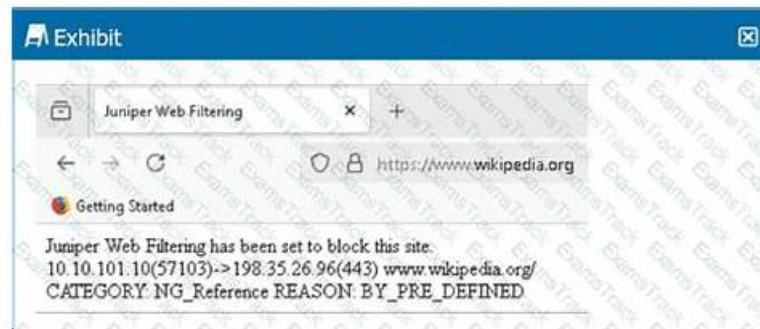 Exhibit
Juniper Web Filtering
https://www.wikipedia.org
Getting Started
Juniper Web Filtering has been set to block this site.
10.10.101.10(57103)->198.35.26.96(443) www.wikipedia.org/
CATEGORY: NG_Reference REASON: BY_PRE_DEFINED
ExamsTrack